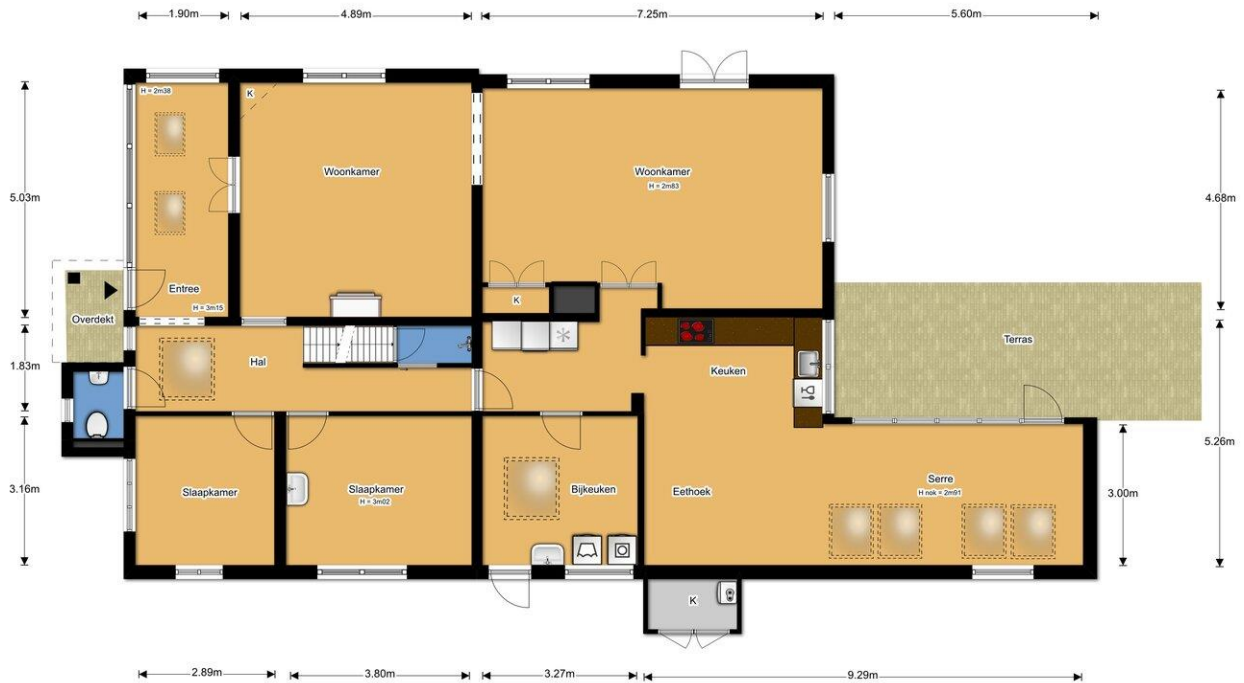 1.90m
4.89m
7.25m
5.60m
H = 2m38
K
5.03m
Woonkamer
Woonkamer
H = 2m83
4.68m
Entree
H = 3m15
K
Overdekt
1.83m
Hal
Keuken
Terras
5.26m
3.16m
Slaapkamer
Slaapkamer
H = 3m02
Bijkeuken
Eethoek
Serre
H nok = 2m91
3.00m
K
2.89m
3.80m
3.27m
9.29m